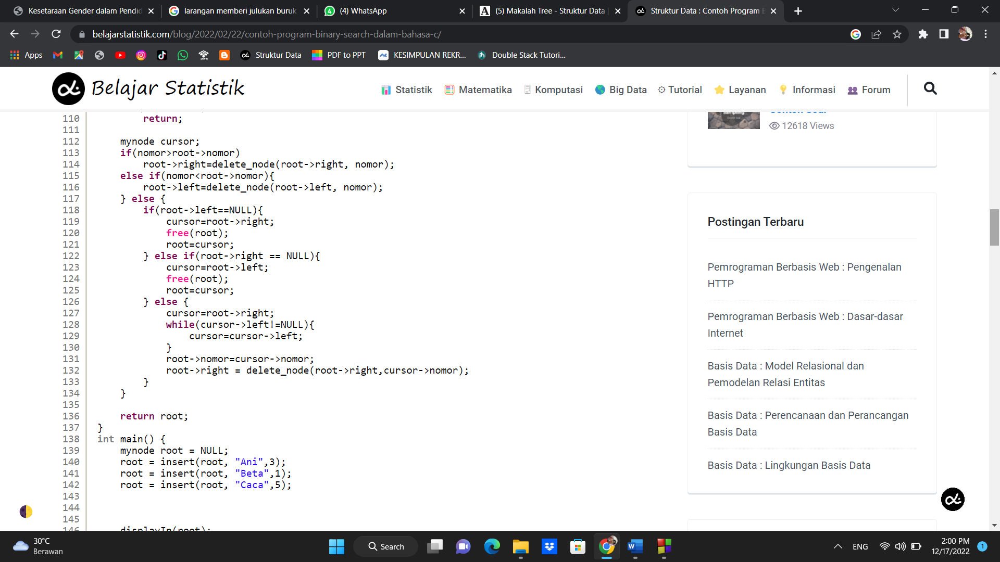 Kesetaraan Gender dalam Pendid
larangan memberi julukan buruk
(4) WhatsApp
(5) Makalah Tree - Struktur Data |
Struktur Data : Contoh Program B
belajarstatistik.com/blog/2022/02/22/contoh-program-binary-search-dalam-bahasa-c/
Apps
Struktur Data
PDF to PPT
KESIMPULAN REKR...
Double Stack Tutori...
Belajar Statistik
Statistik
Matematika
Komputasi
Big Data
Tutorial
Layanan
Informasi
Forum
110 return;
111
112 mynode cursor;
113 if(nomor>root->nomor)
114 root->right=delete_node(root->right, nomor);
115 else if(nomor<root->nomor){
116 root->left=delete_node(root->left, nomor);
117 } else {
118 if(root->left==NULL){
119 cursor=root->right;
120 free(root);
121 root=cursor;
122 } else if(root->right == NULL){
123 cursor=root->left;
124 free(root);
125 root=cursor;
126 } else {
127 cursor=root->right;
128 while(cursor->left!=NULL){
129 cursor=cursor->left;
130 }
131 root->nomor=cursor->nomor;
132 root->right = delete_node(root->right,cursor->nomor);
133 }
134 }
135
136 return root;
137 }
138 int main() {
139 mynode root = NULL;
140 root = insert(root, "Ani",3);
141 root = insert(root, "Beta",1);
142 root = insert(root, "Caca",5);
143
144
145
146 displayIn(root);
sampling
Contoh Soal
12618 Views
Postingan Terbaru
Pemrograman Berbasis Web : Pengenalan
HTTP
Pemrograman Berbasis Web : Dasar-dasar
Internet
Basis Data : Model Relasional dan
Pemodelan Relasi Entitas
Basis Data : Perencanaan dan Perancangan
Basis Data
Basis Data : Lingkungan Basis Data
30°C
Berawan
Search
ENG
2:00 PM
12/17/2022
1